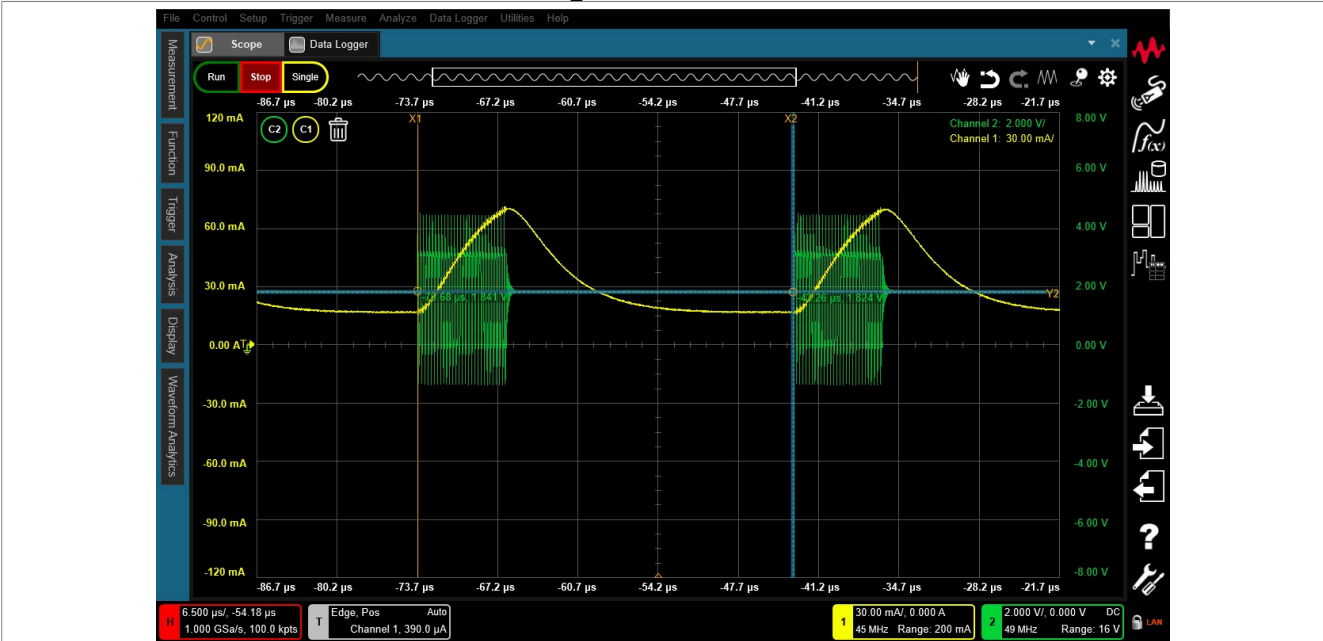 File Control Setup Trigger Measure Analyze Data Logger Utilities Help
Scope Data Logger
Run Stop Single
Measurement
Function
Trigger
Analysis
Display
Waveform Analytics
-86.7 µs -80.2 µs -73.7 µs -67.2 µs -60.7 µs -54.2 µs -47.7 µs -41.2 µs -34.7 µs -28.2 µs -21.7 µs
120 mA X1 X2 8.00 V
C2 C1
Channel 2: 2.000 V/
Channel 1: 30.00 mA/
90.0 mA 6.00 V
60.0 mA 4.00 V
30.0 mA 2.00 V
Y2
0.00 A T 0.00 V
-30.0 mA -2.00 V
-60.0 mA -4.00 V
-90.0 mA -6.00 V
-120 mA -8.00 V
-86.7 µs -80.2 µs -73.7 µs -67.2 µs -60.7 µs -54.2 µs -47.7 µs -41.2 µs -34.7 µs -28.2 µs -21.7 µs
f(x)
?
H 6.500 µs/, -54.18 µs
1.000 GSa/s, 100.0 kpts
T Edge, Pos Auto
Channel 1, 390.0 µA
1 30.00 mA/, 0.000 A
45 MHz Range: 200 mA
2 2.000 V/, 0.000 V DC
49 MHz Range: 16 V
LAN